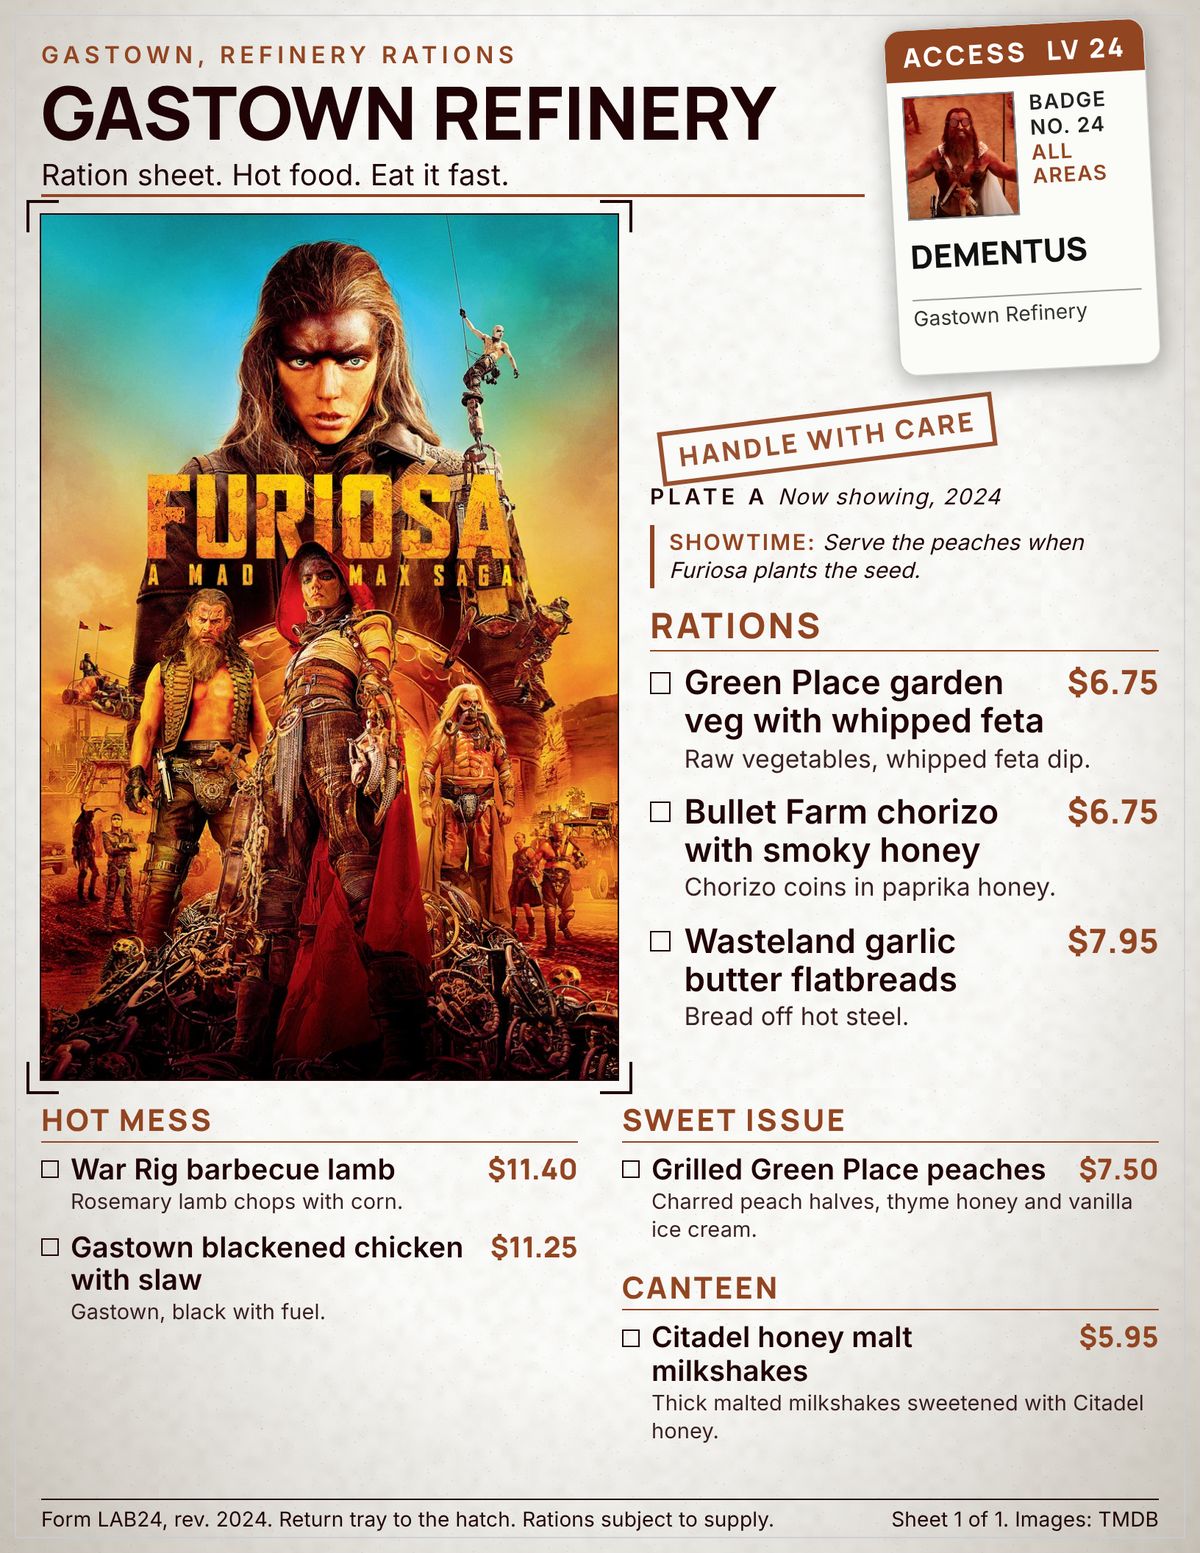 GASTOWN, REFINERY RATIONS
GASTOWN REFINERY
Ration sheet. Hot food. Eat it fast.
ACCESS LV 24
BADGE
NO. 24
ALL
AREAS
DEMENTUS
Gastown Refinery
FURIOSA
A MAD MAX SAGA
HANDLE WITH CARE
PLATE A Now showing, 2024
SHOWTIME: Serve the peaches when
Furiosa plants the seed.
RATIONS
Green Place garden $6.75
veg with whipped feta
Raw vegetables, whipped feta dip.
Bullet Farm chorizo $6.75
with smoky honey
Chorizo coins in paprika honey.
Wasteland garlic $7.95
butter flatbreads
Bread off hot steel.
HOT MESS
War Rig barbecue lamb $11.40
Rosemary lamb chops with corn.
Gastown blackened chicken $11.25
with slaw
Gastown, black with fuel.
SWEET ISSUE
Grilled Green Place peaches $7.50
Charred peach halves, thyme honey and vanilla
ice cream.
CANTEEN
Citadel honey malt $5.95
milkshakes
Thick malted milkshakes sweetened with Citadel
honey.
Form LAB24, rev. 2024. Return tray to the hatch. Rations subject to supply.
Sheet 1 of 1. Images: TMDB